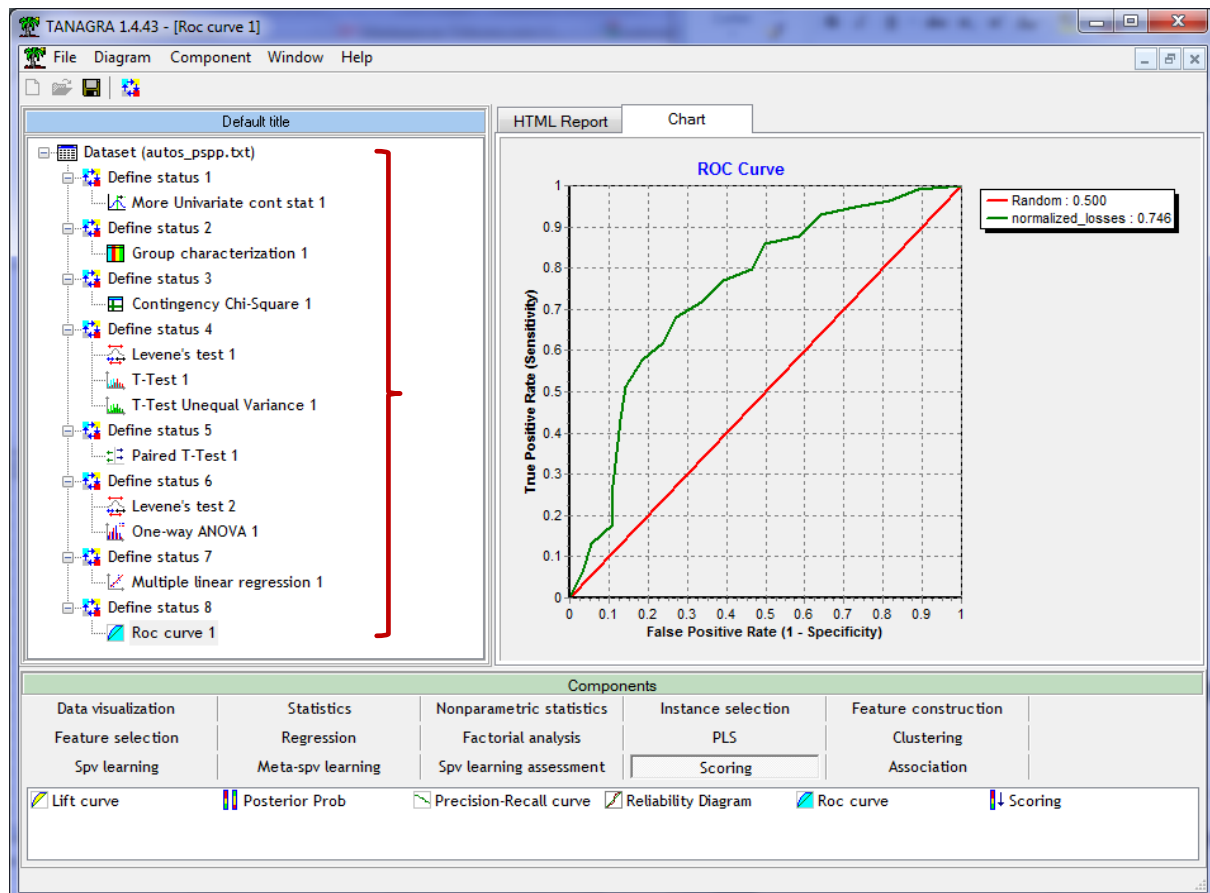 TANAGRA 1.4.43 - [Roc curve 1]
File Diagram Component Window Help
Default title
Dataset (autos_pspp.txt)
Define status 1
More Univariate cont stat 1
Define status 2
Group characterization 1
Define status 3
Contingency Chi-Square 1
Define status 4
Levene's test 1
T-Test 1
T-Test Unequal Variance 1
Define status 5
Paired T-Test 1
Define status 6
Levene's test 2
One-way ANOVA 1
Define status 7
Multiple linear regression 1
Define status 8
Roc curve 1
HTML Report Chart
ROC Curve
Random : 0.500
normalized_losses : 0.746
True Positive Rate (Sensitivity)
1
0.9
0.8
0.7
0.6
0.5
0.4
0.3
0.2
0.1
0
0 0.1 0.2 0.3 0.4 0.5 0.6 0.7 0.8 0.9 1
False Positive Rate (1 - Specificity)
Components
Data visualization Statistics Nonparametric statistics Instance selection Feature construction
Feature selection Regression Factorial analysis PLS Clustering
Spv learning Meta-spv learning Spv learning assessment Scoring Association
Lift curve Posterior Prob Precision-Recall curve Reliability Diagram Roc curve Scoring